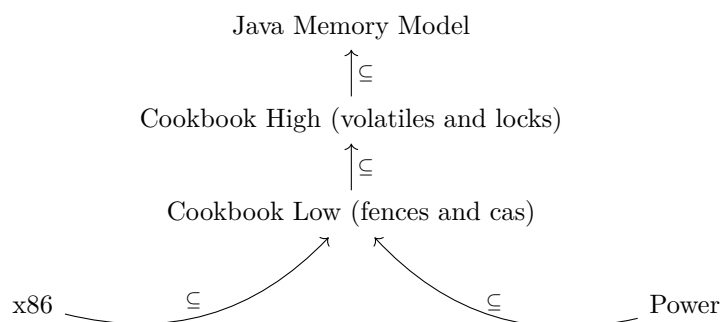 Java Memory Model
⊆
Cookbook High (volatiles and locks)
⊆
Cookbook Low (fences and cas)
x86 ⊆ ⊆ Power